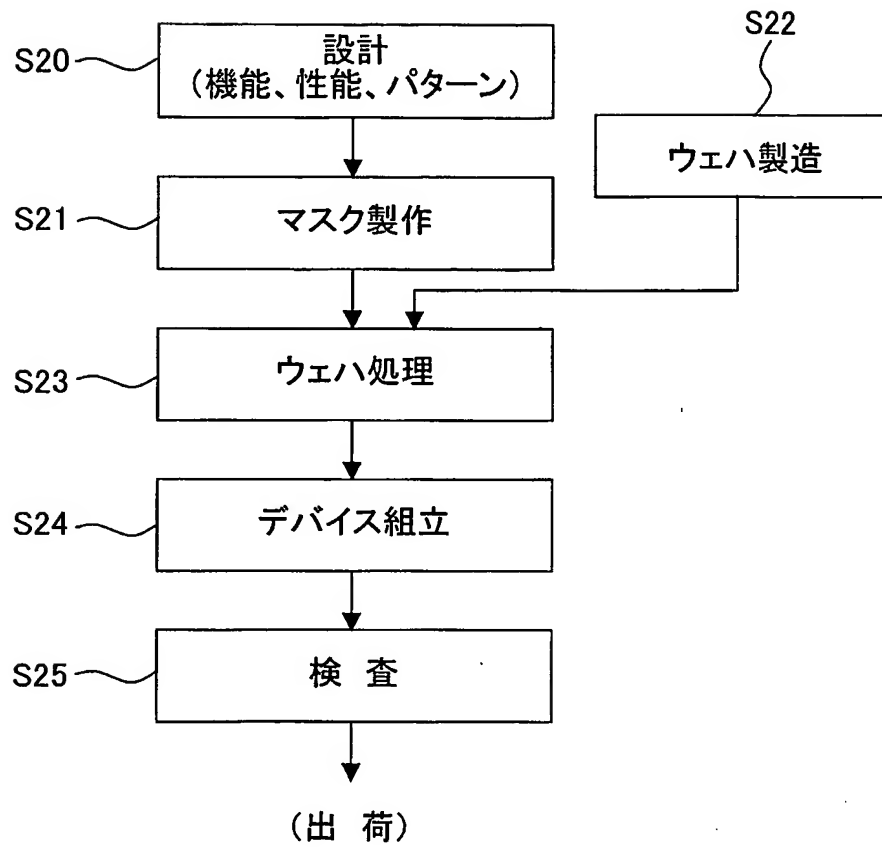 S20
設計
(機能、性能、パターン)
S22
ウェハ製造
S21
マスク製作
S23
ウェハ処理
S24
デバイス組立
S25
検 査
(出 荷)